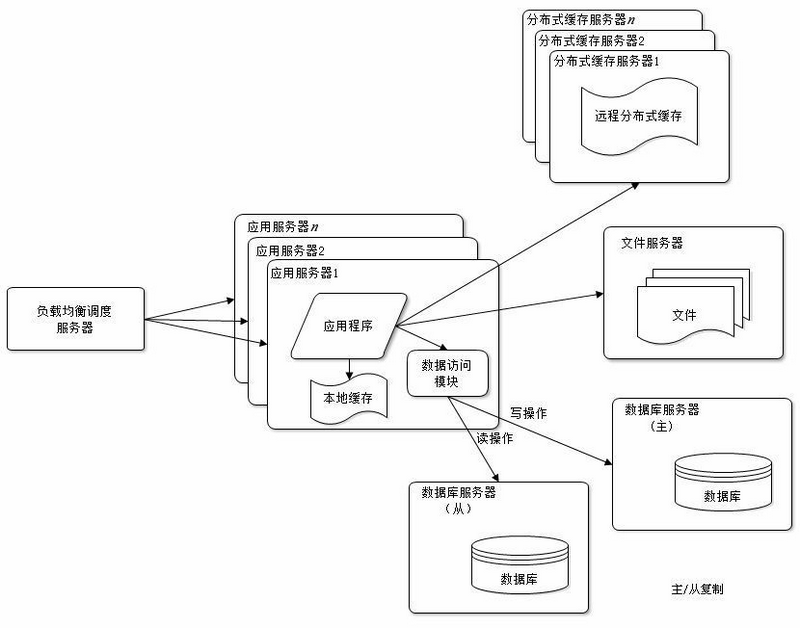 分布式缓存服务器n
分布式缓存服务器2
分布式缓存服务器1
远程分布式缓存
应用服务器n
应用服务器2
应用服务器1
应用程序
本地缓存
数据访问
模块
负载均衡调度
服务器
文件服务器
文件
写操作
读操作
数据库服务器
（主）
数据库
数据库服务器
（从）
数据库
主/从复制